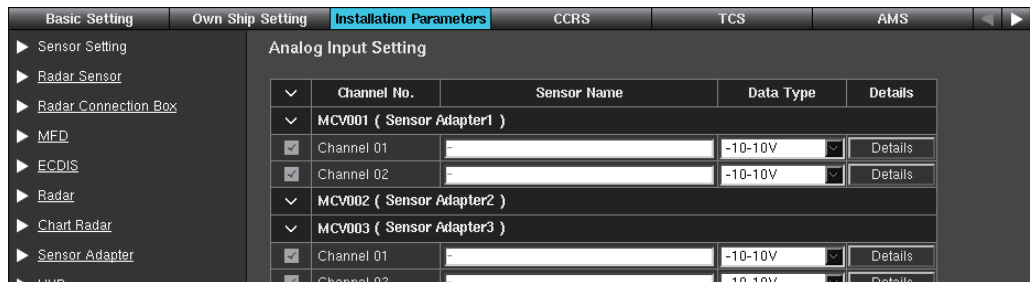 Basic Setting Own Ship Setting Installation Parameters CCRS TCS AMS
Sensor Setting
Radar Sensor
Radar Connection Box
MFD
ECDIS
Radar
Chart Radar
Sensor Adapter
Analog Input Setting
Channel No. Sensor Name Data Type Details
MCV001 ( Sensor Adapter1 )
Channel 01 - -10-10V Details
Channel 02 - -10-10V Details
MCV002 ( Sensor Adapter2 )
MCV003 ( Sensor Adapter3 )
Channel 01 - -10-10V Details